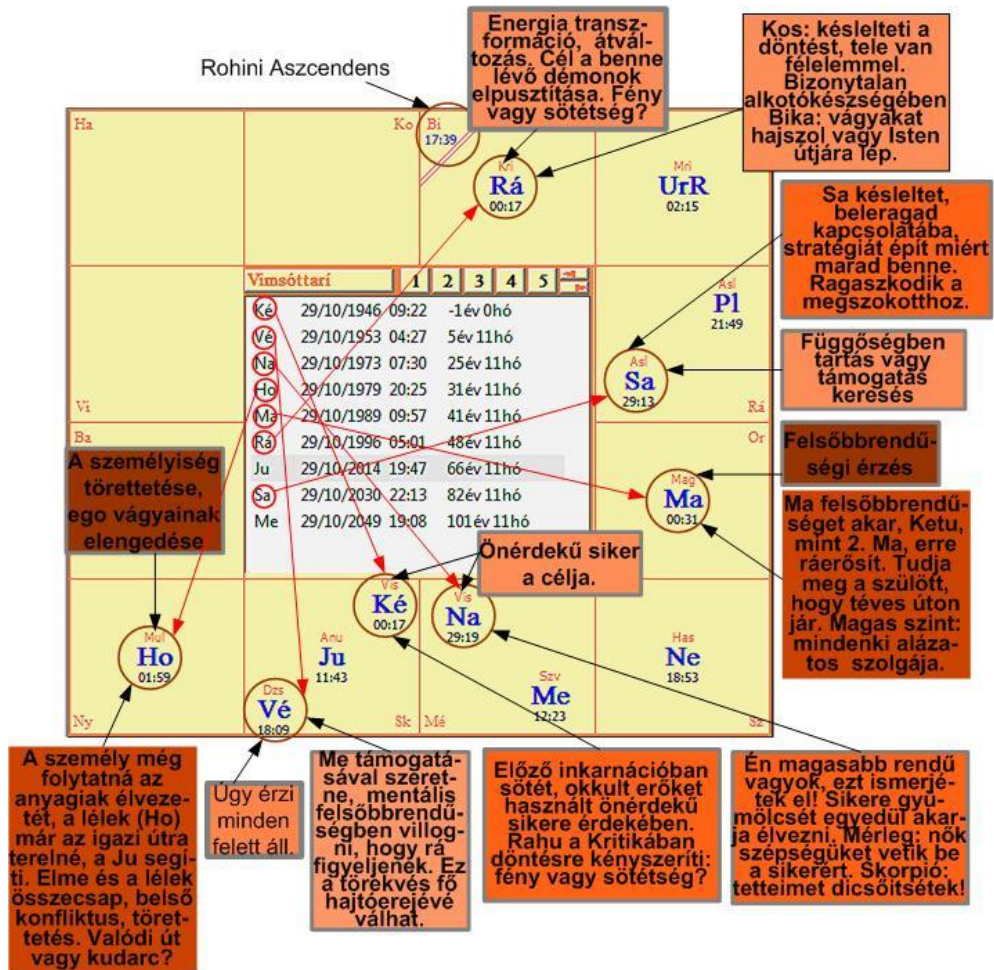 Energia transz-
formáció, átvál-
tozás. Cél a benne
lévő démonok
elpusztítása. Fény
vagy sötétség?
Kos: késlelteti a
döntést, tele van
félelemmel.
Bizonytalan
alkotókészségében
Bika: vágyakat
hajszol vagy Isten
útjára lép.
Rohini Aszcendens
Ha
Ko
Bi
17:39
Kri
Rá
00:17
Mri
UrR
02:15
Sa késleltet,
beleragad
kapcsolatába,
stratégiát épít miért
marad benne.
Ragaszkodik a
megszokotthoz.
Asl
Pl
21:49
Asl
Sa
29:13
Függőségben
tartás vagy
támogatás
keresés
Vi
Rá
Vimsóttarí
1 2 3 4 5
Ké 29/10/1946 09:22 -1év 0hó
Vé 29/10/1953 04:27 5év 11hó
Na 29/10/1973 07:30 25év 11hó
Ho 29/10/1979 20:25 31év 11hó
Ma 29/10/1989 09:57 41év 11hó
Rá 29/10/1996 05:01 48év 11hó
Ju 29/10/2014 19:47 66év 11hó
Sa 29/10/2030 22:13 82év 11hó
Me 29/10/2049 19:08 101év 11hó
Ba
Or
A személyiség
törettetése,
ego vágyainak
elengedése
Felsőbbrendű-
ségi érzés
Mag
Ma
00:31
Ma felsőbbrendű-
séget akar, Ketu,
mint 2. Ma, erre
ráerősít. Tudja
meg a szülött,
hogy téves úton
jár. Magas szint:
mindenki aláza-
tos szolgája.
Önérdekű siker
a célja.
Vis
Ké
00:17
Vis
Na
29:19
Mul
Ho
01:59
Anu
Ju
11:43
Dzs
Vé
18:09
Szv
Me
12:23
Has
Ne
18:53
Ny
Sk
Mé
Sz
A személy még
folytatná az
anyagiak élveze-
tét, a lélek (Ho)
már az igazi útra
terelné, a Ju segí-
ti. Elme és a lélek
összecsap, belső
konfliktus, töret-
tetés. Valódi út
vagy kudarc?
Úgy érzi
minden
felett áll.
Me támogatá-
sával szeret-
ne, mentális
felsőbbrendű-
ségben villog-
ni, hogy rá
figyeljenek. Ez
a törekvés fő
hajtóerejévé
válhat.
Előző inkarnációban
sötét, okkult erőket
használt önérdekű
sikere érdekében.
Rahu a Kritikában
döntésre kényszeríti:
fény vagy sötétség?
Én magasabb rendű
vagyok, ezt ismerjé-
tek el! Sikere gyü-
mölcsét egyedül akar-
ja élvezni. Mérleg: nők
szépségüket vetik be
a sikerért. Skorpió:
tetteimet dicsőitsétek!